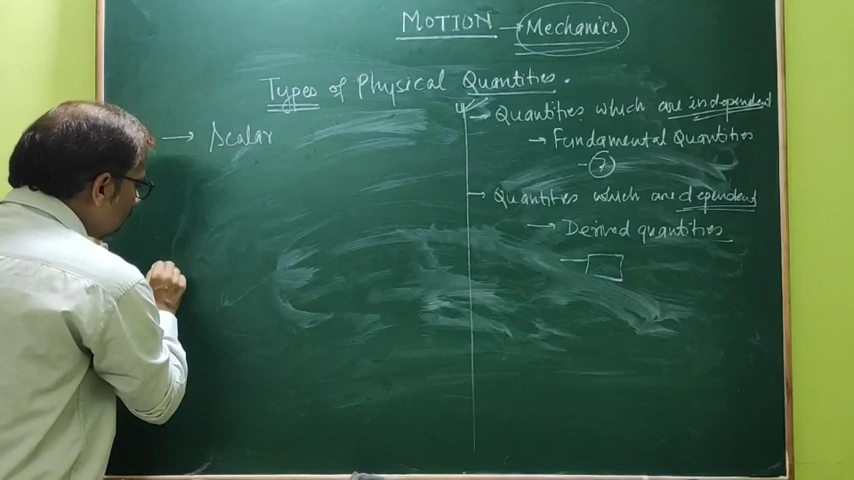 MOTION → Mechanics
Types of Physical Quantities.
→ Scalar
→ Quantities which are independent
→ Fundamental Quantities
- 7
→ Quantities which are dependent
→ Derived quantities